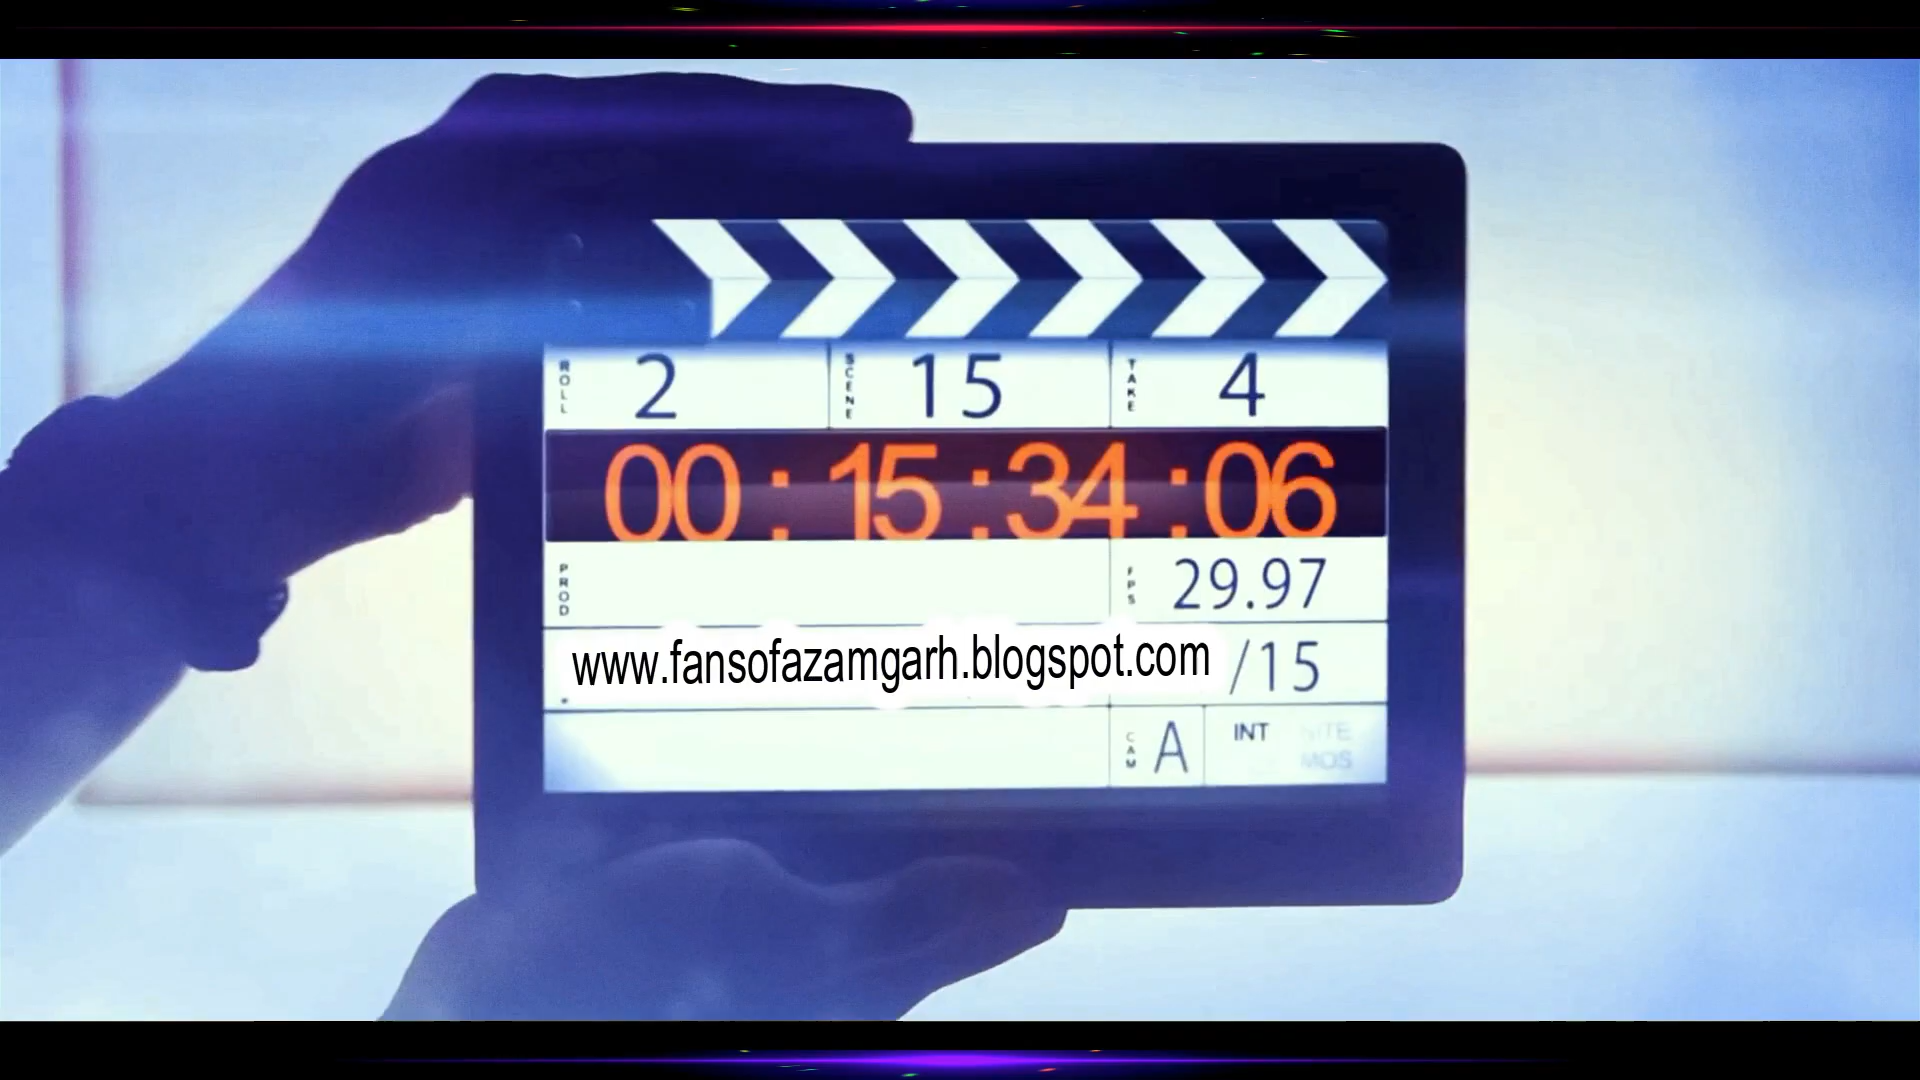 ROLL 2 SCENE 15 TAKE 4
00:15:34:06
PROD FPS 29.97
www.fansofazamgarh.blogspot.com /15
CAM A INT NITE
MOS